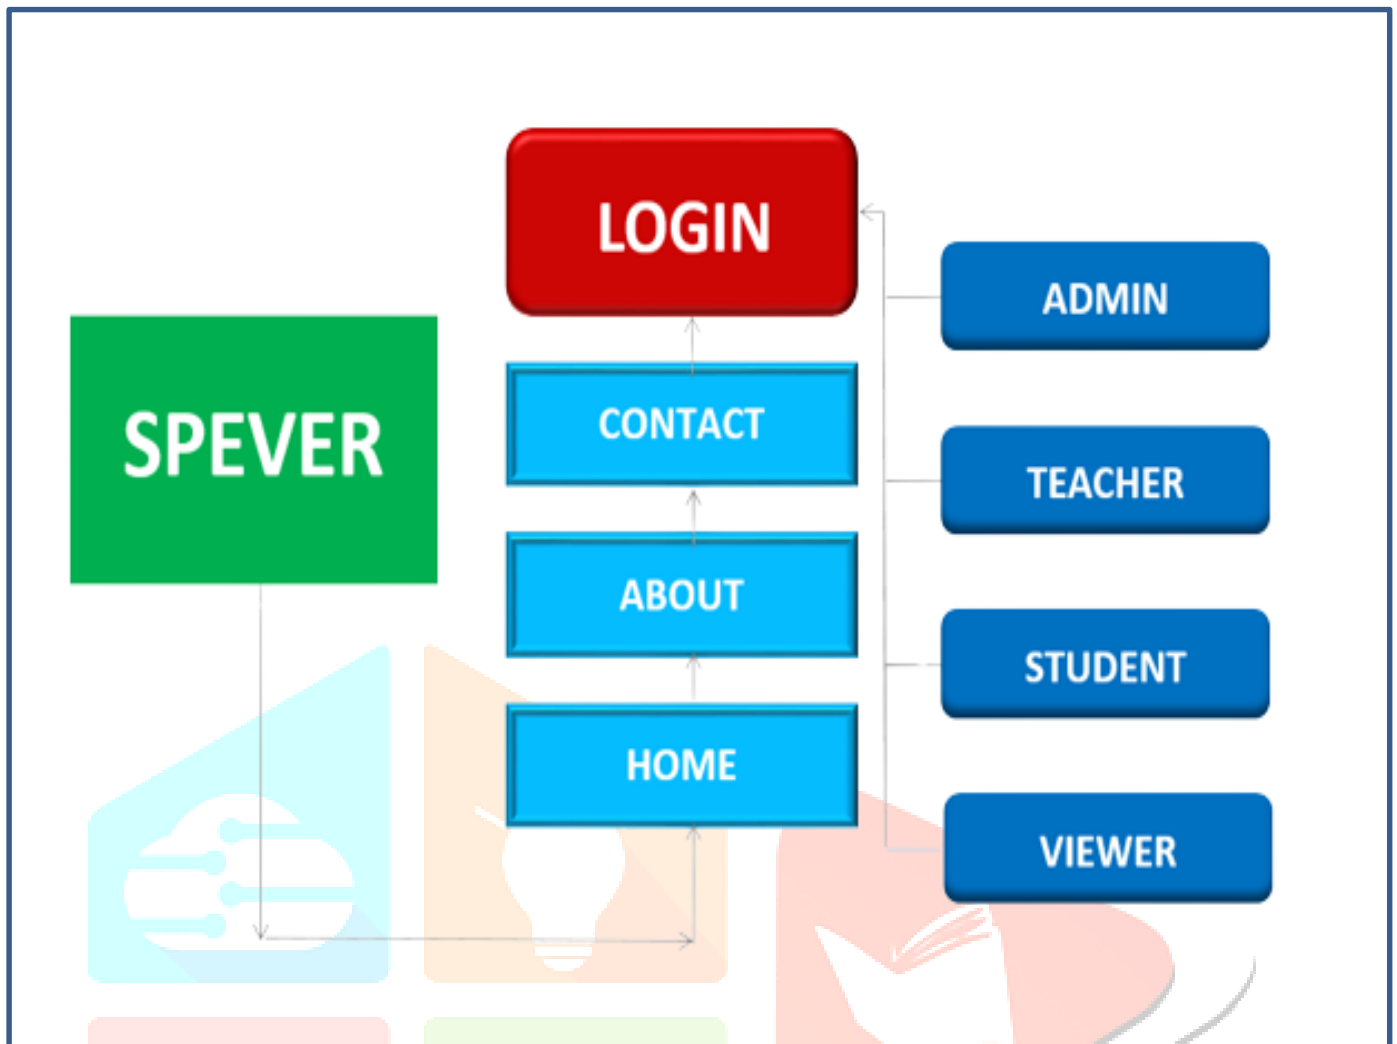 LOGIN
ADMIN
SPEVER
CONTACT
TEACHER
ABOUT
STUDENT
HOME
VIEWER